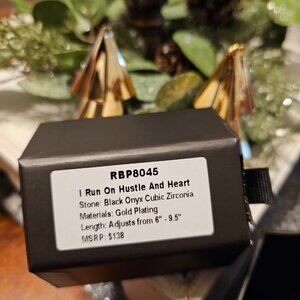 RBP8045
I Run On Hustle And Heart
Stone: Black Onyx Cubic Zirconia
Materials: Gold Plating
Length: Adjusts from 6" - 9.5"
MSRP: $138